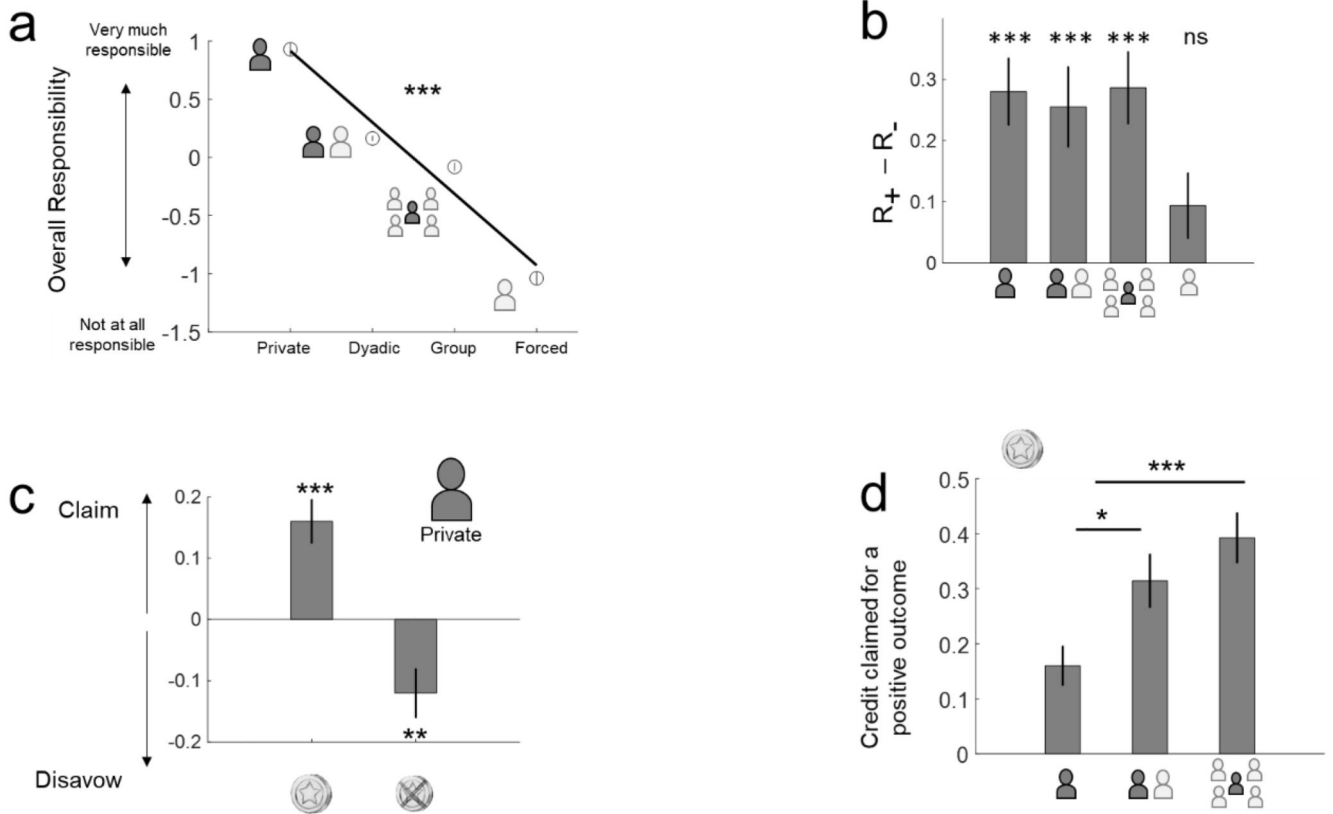 a
Very much
responsible
Overall Responsibility
Not at all
responsible
1
0.5
0
-0.5
-1
-1.5
***
Private
Dyadic
Group
Forced
b
R+ – R-
0.3
0.2
0.1
0
***
***
***
ns
c
Claim
Disavow
0.2
0.1
0
-0.1
-0.2
***
**
Private
d
Credit claimed for a
positive outcome
0.5
0.4
0.3
0.2
0.1
0
*
***